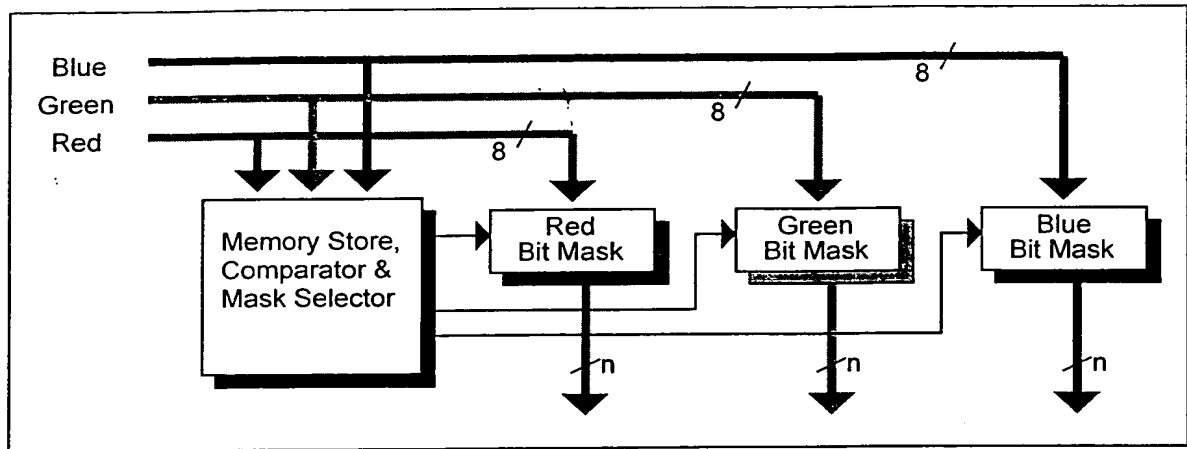 Blue
8
Green
8
Red
8
Memory Store,
Comparator &
Mask Selector
Red
Bit Mask
Green
Bit Mask
Blue
Bit Mask
n
n
n